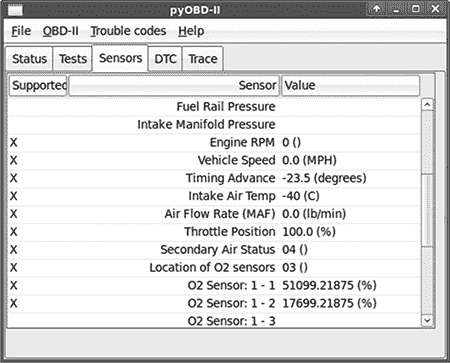 pyOBD-II
File OBD-II Trouble codes Help
Status Tests Sensors DTC Trace
Supported Sensor Value
Fuel Rail Pressure
Intake Manifold Pressure
X Engine RPM 0 ()
X Vehicle Speed 0.0 (MPH)
X Timing Advance -23.5 (degrees)
X Intake Air Temp -40 (C)
X Air Flow Rate (MAF) 0.0 (lb/min)
X Throttle Position 100.0 (%)
X Secondary Air Status 04 ()
X Location of O2 sensors 03 ()
X O2 Sensor: 1 - 1 51099.21875 (%)
X O2 Sensor: 1 - 2 17699.21875 (%)
O2 Sensor: 1 - 3